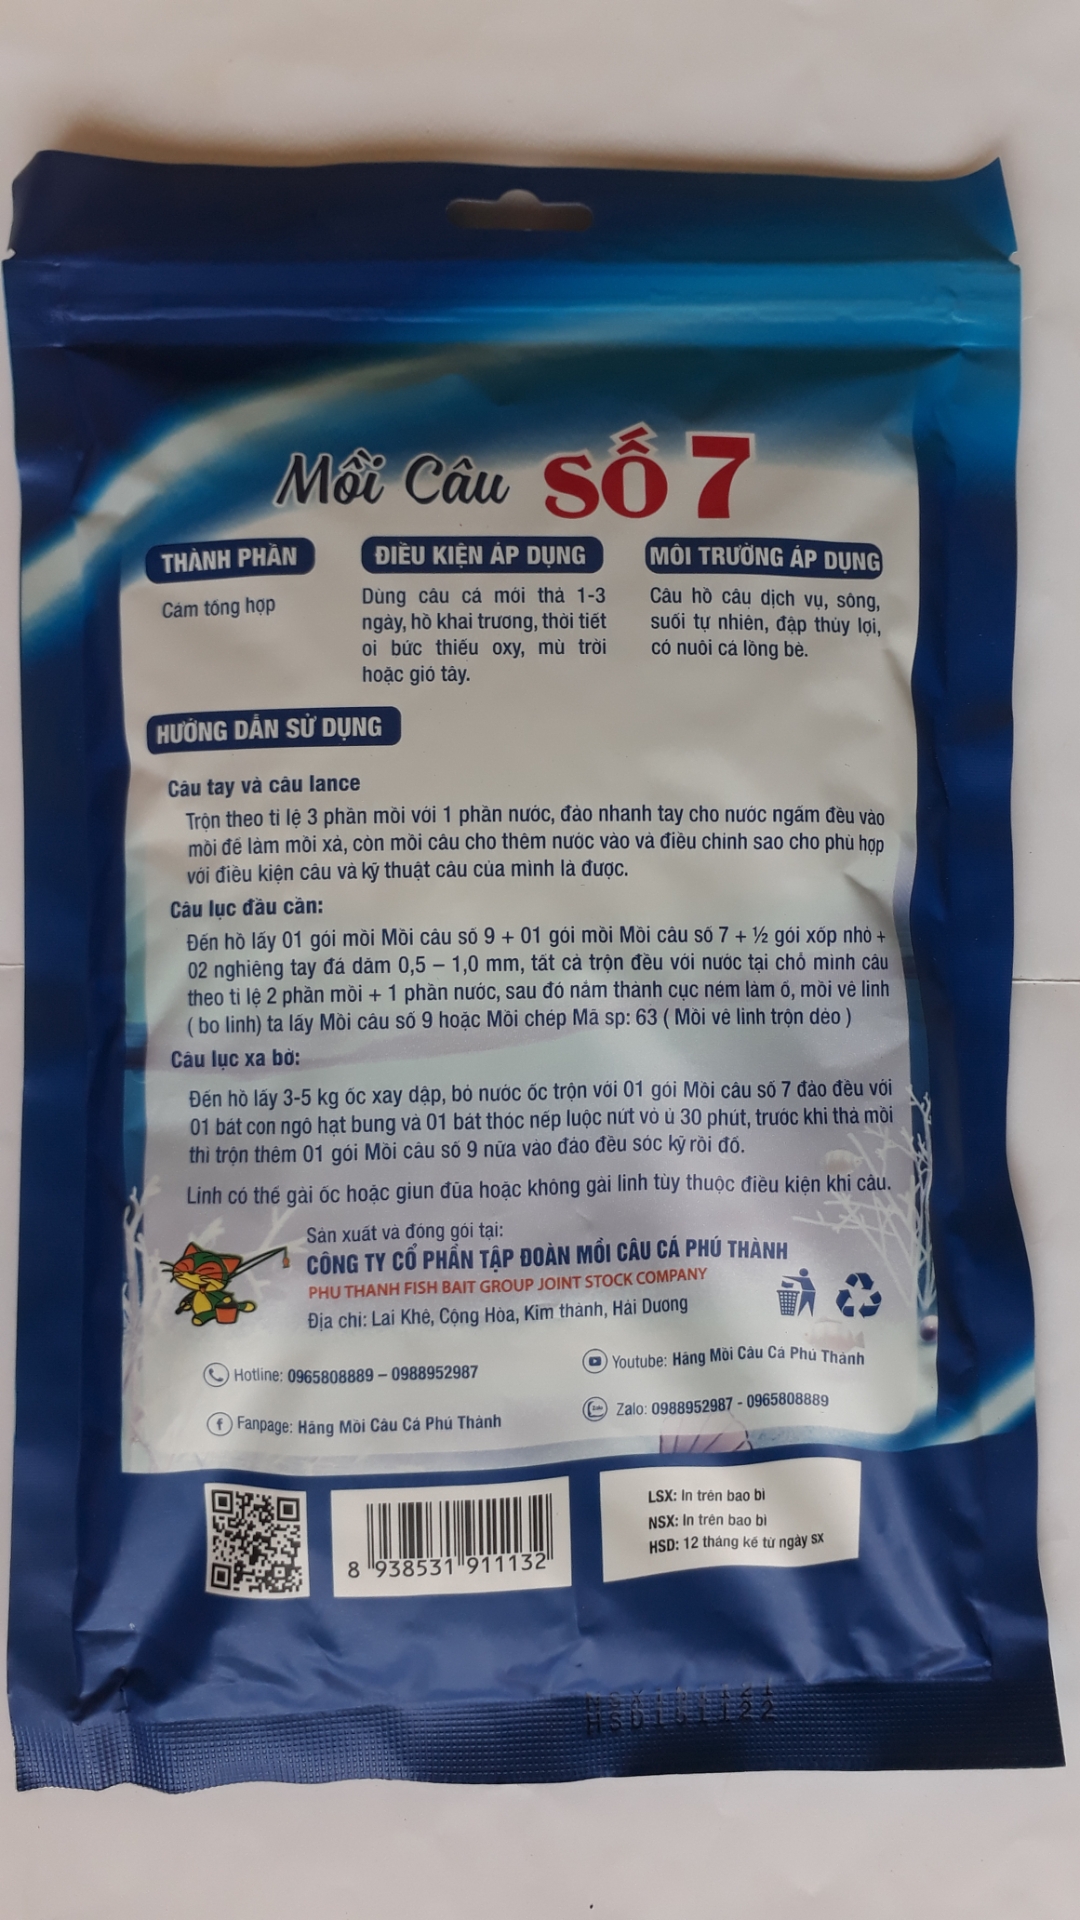 Mồi Câu SỐ 7
THÀNH PHẦN
Cám tổng hợp
ĐIỀU KIỆN ÁP DỤNG
Dùng câu cá mới thả 1-3
ngày, hồ khai trương, thời tiết
oi bức thiếu oxy, mù trời
hoặc gió tây.
MÔI TRƯỜNG ÁP DỤNG
Câu hồ câu dịch vụ, sông,
suối tự nhiên, đập thủy lợi,
có nuôi cá lồng bè.
HƯỚNG DẪN SỬ DỤNG
Câu tay và câu lance
Trộn theo tỉ lệ 3 phần mồi với 1 phần nước, đảo nhanh tay cho nước ngấm đều vào
mồi để làm mồi xả, còn mồi câu cho thêm nước vào và điều chỉnh sao cho phù hợp
với điều kiện câu và kỹ thuật câu của mình là được.
Câu lục đầu cần:
Đến hồ lấy 01 gói mồi Mồi câu số 9 + 01 gói mồi Mồi câu số 7 + ½ gói xốp nhỏ +
02 nghiêng tay đá dăm 0,5 – 1,0 mm, tất cả trộn đều với nước tại chỗ mình câu
theo tỉ lệ 2 phần mồi + 1 phần nước, sau đó nắm thành cục ném làm ổ, mồi vê linh
( bo linh) ta lấy Mồi câu số 9 hoặc Mồi chép Mã sp: 63 ( Mồi vê linh trộn dẻo )
Câu lục xa bờ:
Đến hồ lấy 3-5 kg ốc xay dập, bỏ nước ốc trộn với 01 gói Mồi câu số 7 đảo đều với
01 bát con ngô hạt bung và 01 bát thóc nếp luộc nứt vỏ ủ 30 phút, trước khi thả mồi
thì trộn thêm 01 gói Mồi câu số 9 nữa vào đảo đều sóc kỹ rồi đổ.
Linh có thể gài ốc hoặc giun đũa hoặc không gài linh tùy thuộc điều kiện khi câu.
Sản xuất và đóng gói tại:
CÔNG TY CỔ PHẦN TẬP ĐOÀN MỒI CÂU CÁ PHÚ THÀNH
PHU THANH FISH BAIT GROUP JOINT STOCK COMPANY
Địa chỉ: Lai Khê, Cộng Hòa, Kim thành, Hải Dương
Hotline: 0965808889 – 0988952987
Youtube: Hãng Mồi Câu Cá Phú Thành
Fanpage: Hãng Mồi Câu Cá Phú Thành
Zalo: 0988952987 - 0965808889
8 938531 911132
LSX: In trên bao bì
NSX: In trên bao bì
HSD: 12 tháng kể từ ngày sx